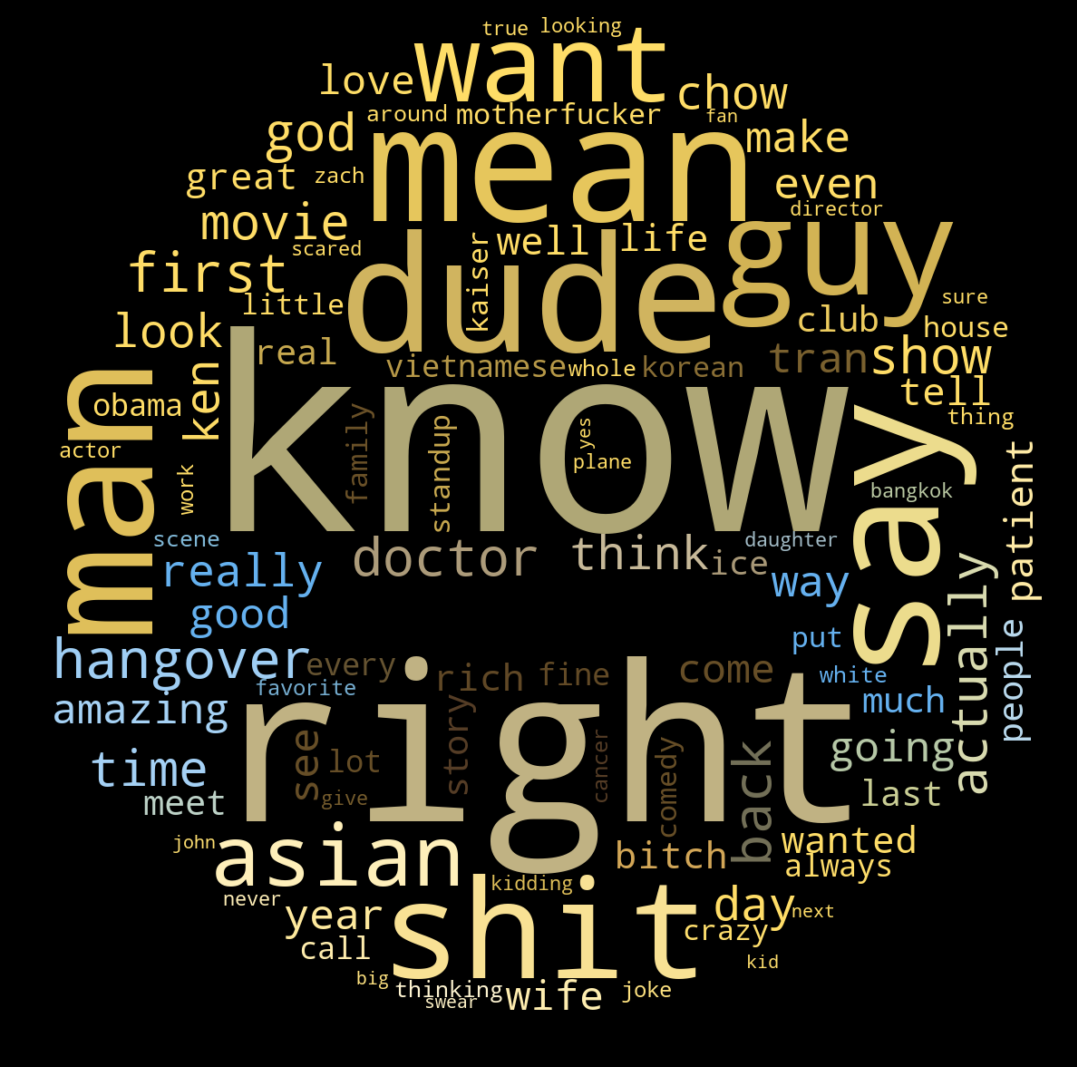 true looking
want
love
chow
around motherfucker fan
god
mean
make
great zach
even
director
movie
guy
scared
well life
kaiser
dude
first
sure
little
club
house
look
real
tran show
vietnamese whole korean
know
ken
tell
obama
man
thing
family
standup
yes
say
actor
plane
work
patient
bangkok
scene
doctor
think ice
daughter
really
way
good
actually
people
put
hangover
every
rich fine
come
white
favorite
much
amazing
right
story
see
lot
cancer
comedy
back
going
time
meet
give
last
john
asian
bitch
wanted
always
kidding
shit
never
year
day next
crazy
call
kid
big
thinking
swear
wife joke